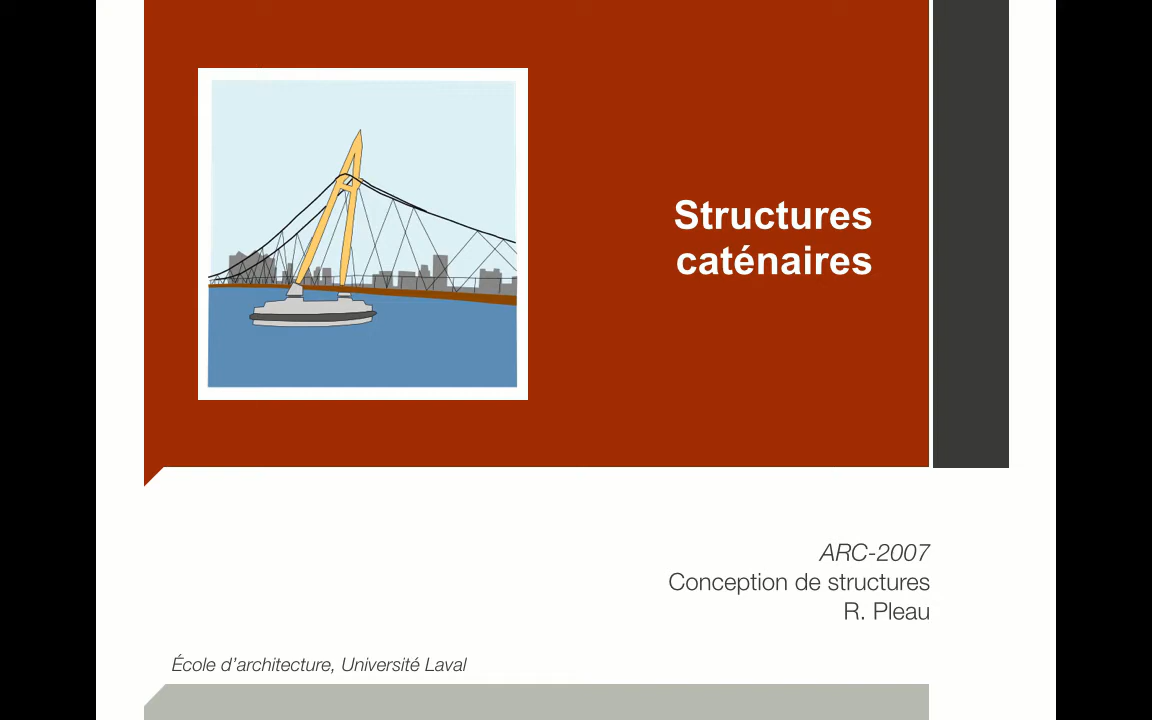 Structures
caténaires
ARC-2007
Conception de structures
R. Pleau
École d’architecture, Université Laval